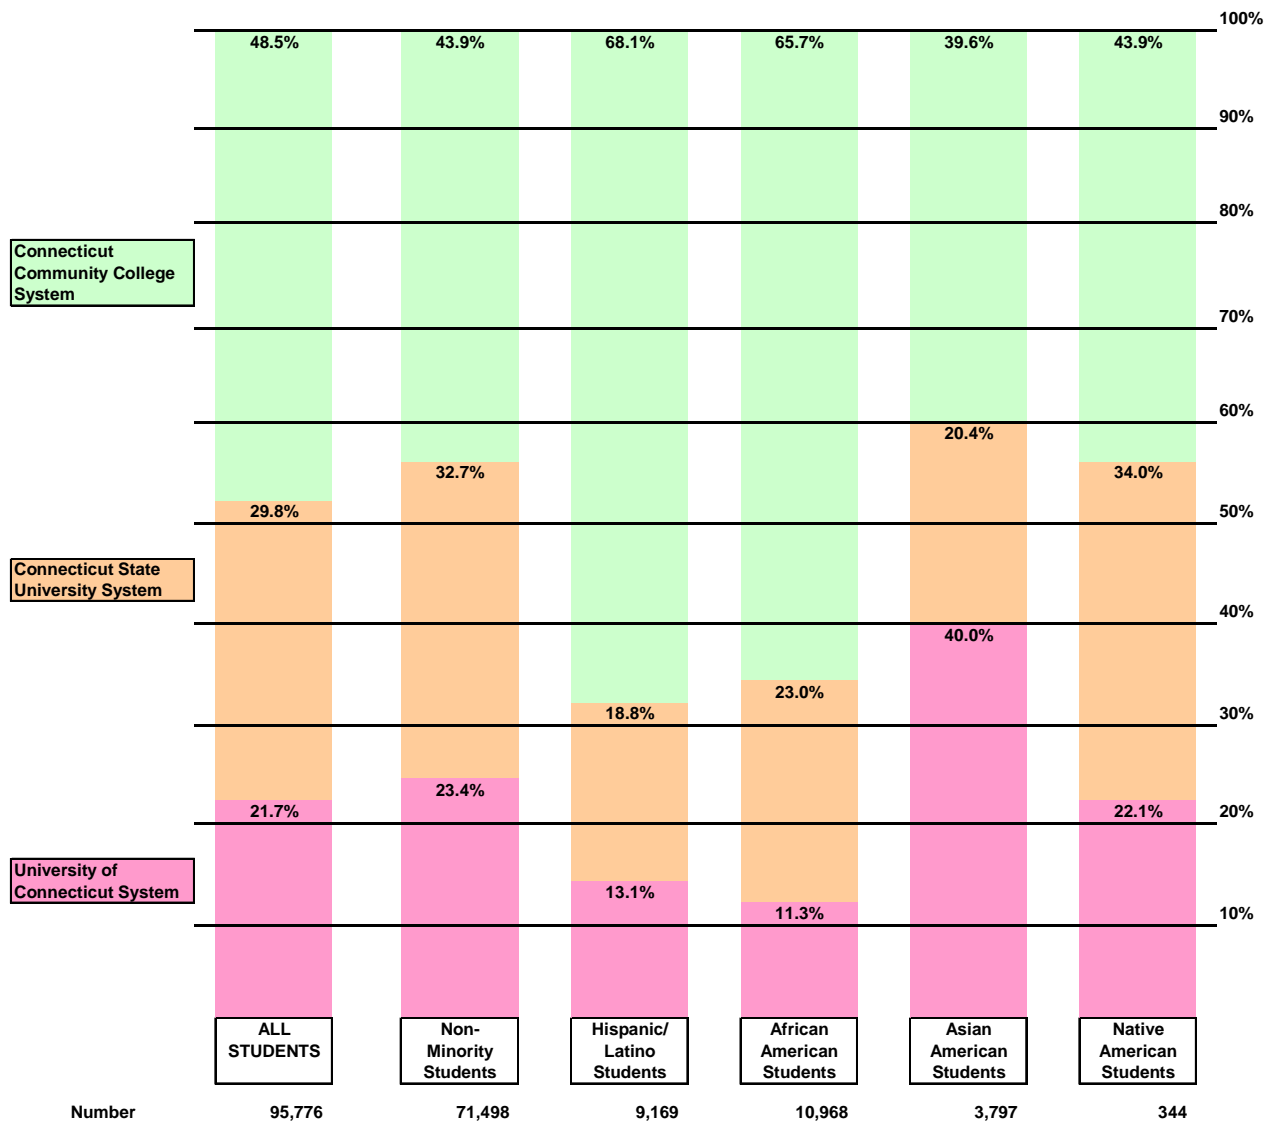 100%
48.5% 43.9% 68.1% 65.7% 39.6% 43.9%
90%
80%
Connecticut
Community College
System
70%
60%
20.4%
32.7% 34.0%
29.8% 50%
Connecticut State
University System
40%
40.0%
23.0%
18.8% 30%
23.4%
21.7% 22.1% 20%
University of
Connecticut System
13.1%
11.3% 10%
ALL
STUDENTS
Non-
Minority
Students
Hispanic/
Latino
Students
African
American
Students
Asian
American
Students
Native
American
Students
Number 95,776 71,498 9,169 10,968 3,797 344